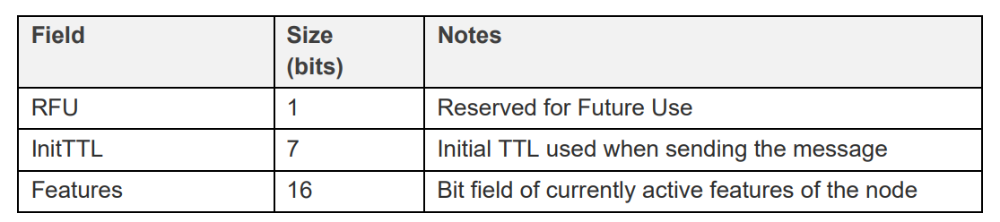 Field Size Notes
(bits)
RFU 1 Reserved for Future Use
InitTTL 7 Initial TTL used when sending the message
Features 16 Bit field of currently active features of the node